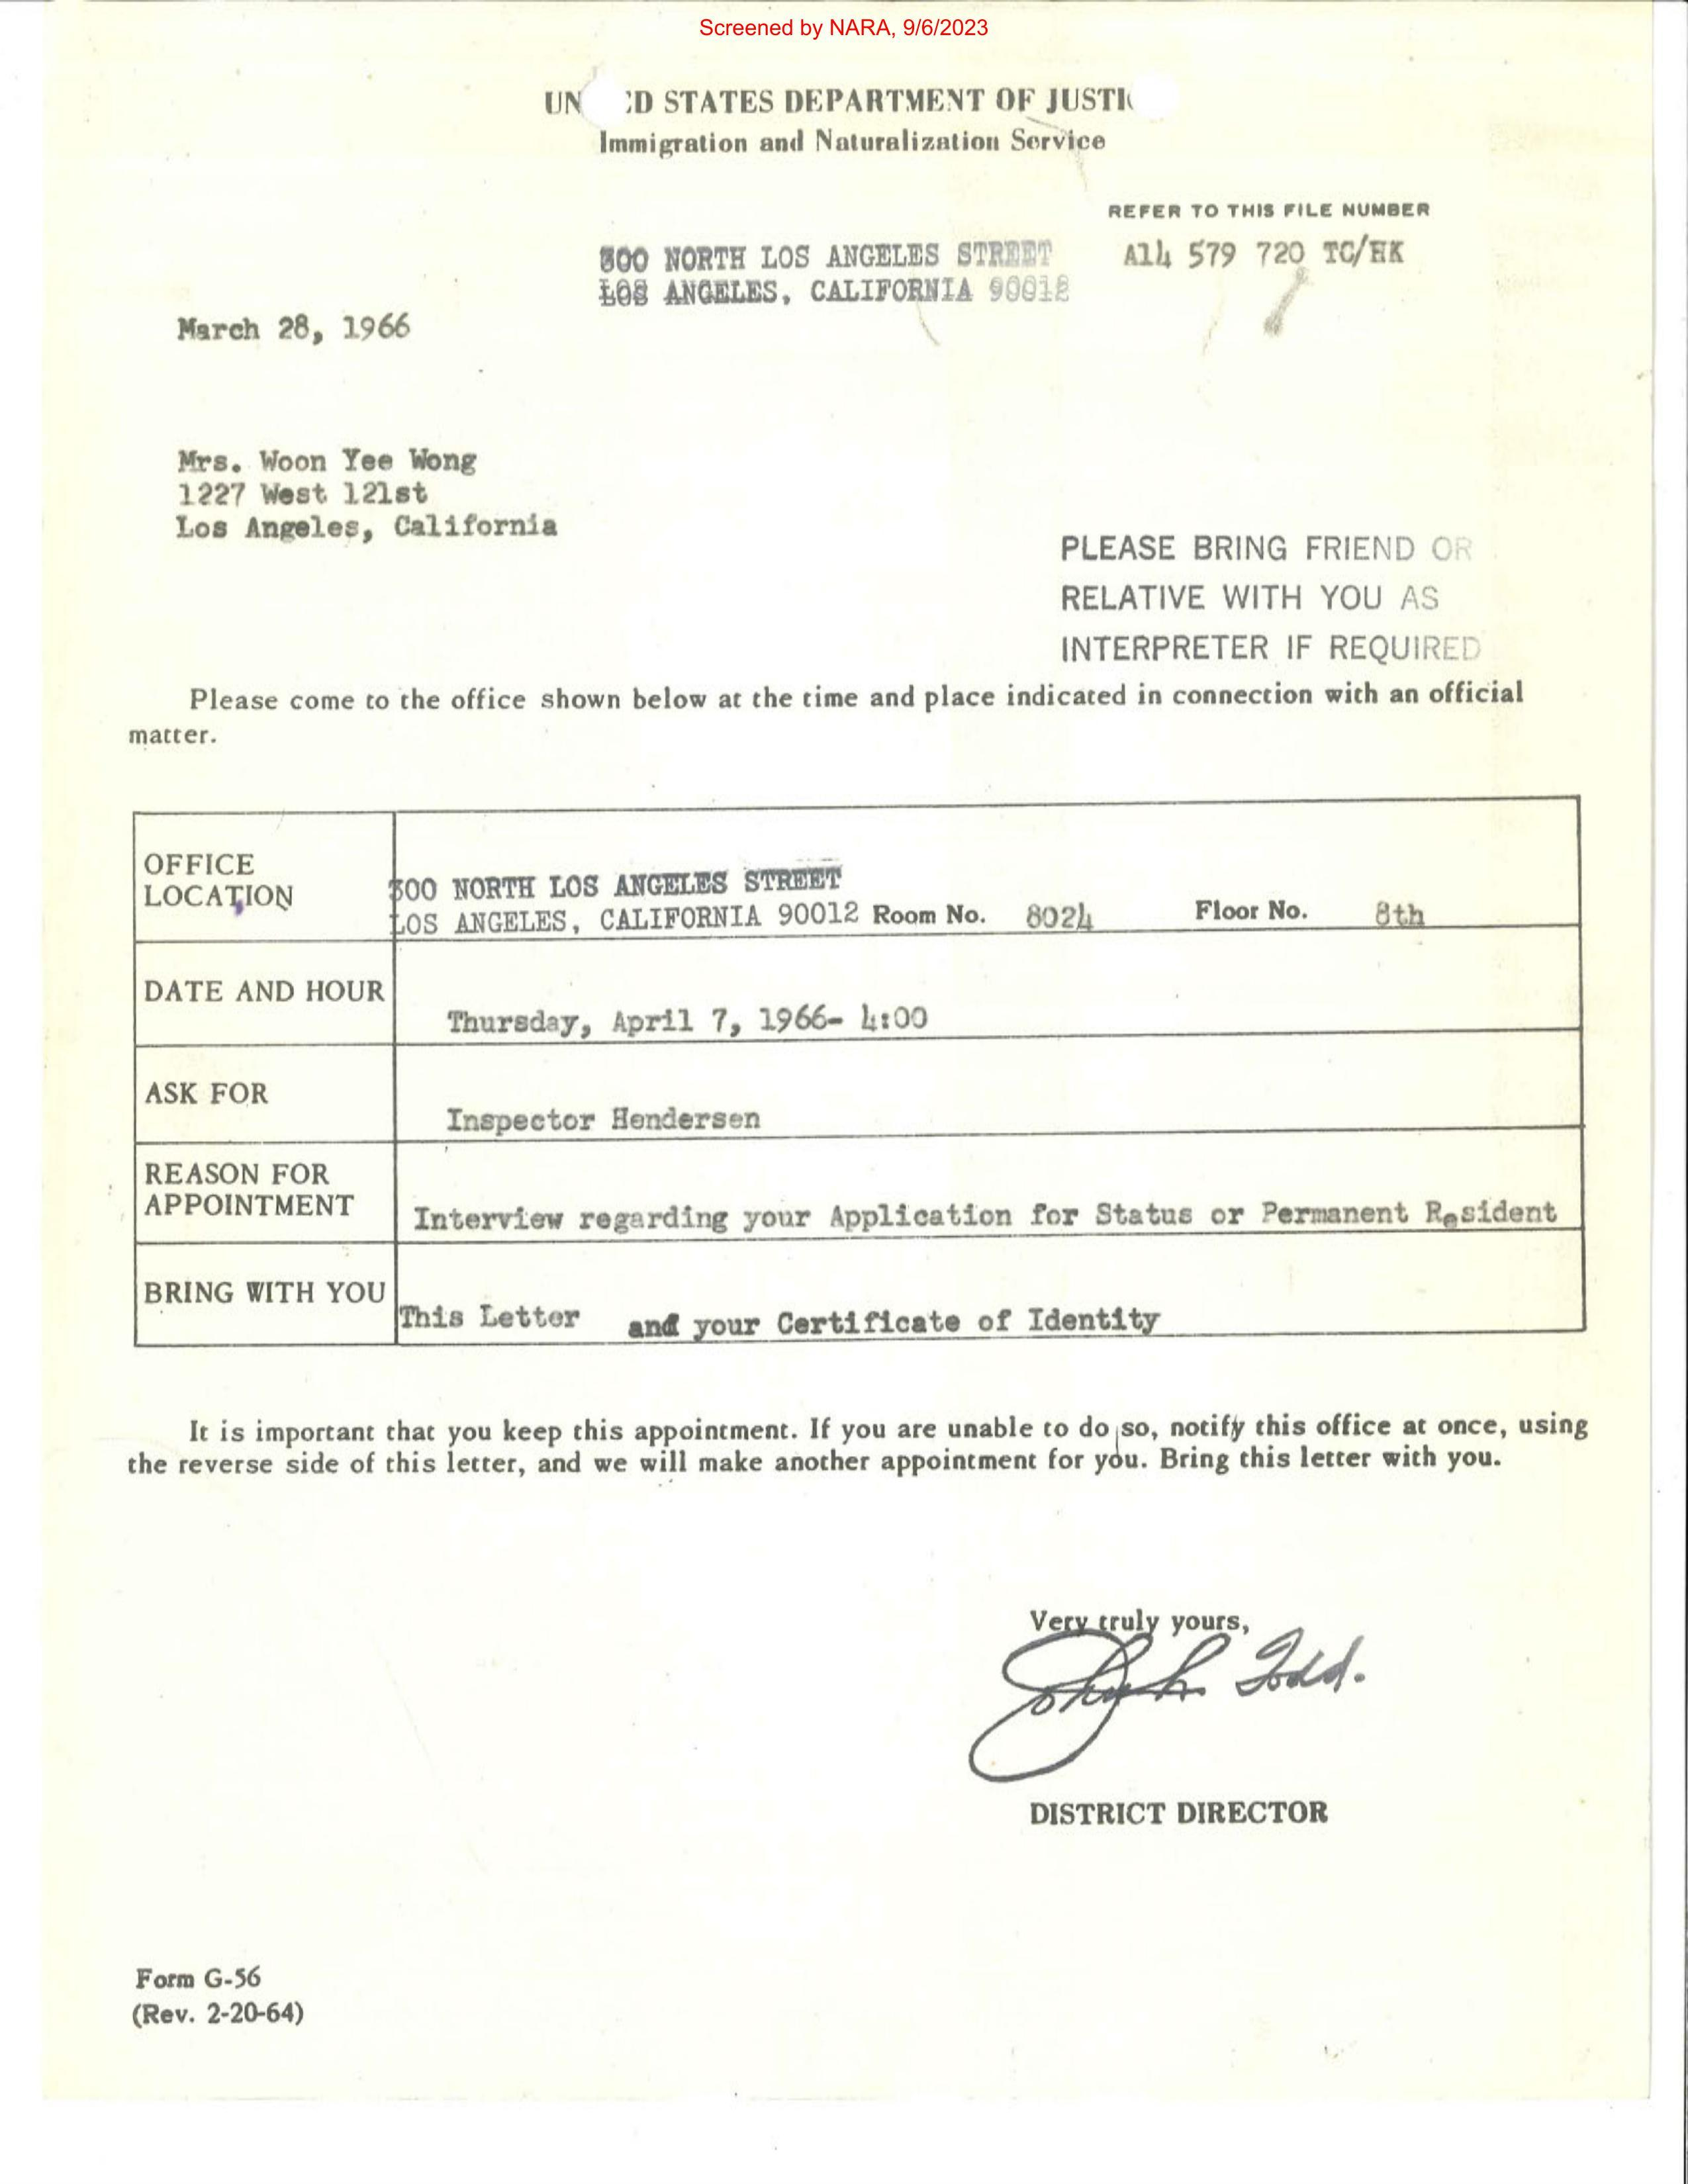 Screened by NARA, 9/6/2023
UN ED STATES DEPARTMENT OF JUSTI
Immigration and Naturalization Service
REFER TO THIS FILE NUMBER
300 NORTH LOS ANGELES STREET
LOS ANGELES, CALIFORNIA 90012
A14 579 720 TC/HK
March 28, 1966
Mrs. Woon Yee Wong
1227 West 121st
Los Angeles, California
PLEASE BRING FRIEND OR
RELATIVE WITH YOU AS
INTERPRETER IF REQUIRED
Please come to the office shown below at the time and place indicated in connection with an official
matter.
OFFICE
LOCATION
300 NORTH LOS ANGELES STREET
LOS ANGELES, CALIFORNIA 90012 Room No. 8024 Floor No. 8th
DATE AND HOUR
Thursday, April 7, 1966- 4:00
ASK FOR
Inspector Hendersen
REASON FOR
APPOINTMENT
Interview regarding your Application for Status or Permanent Resident
BRING WITH YOU
This Letter and your Certificate of Identity
It is important that you keep this appointment. If you are unable to do so, notify this office at once, using
the reverse side of this letter, and we will make another appointment for you. Bring this letter with you.
Very truly yours,
Todd.
DISTRICT DIRECTOR
Form G-56
(Rev. 2-20-64)